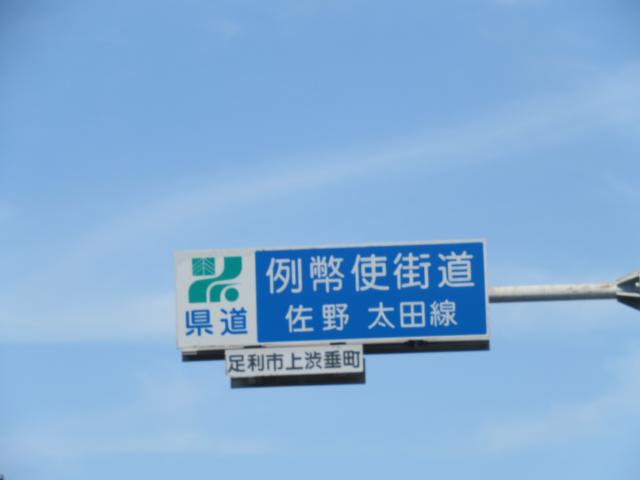 県道
例幣使街道
佐野 太田線
足利市上渋垂町